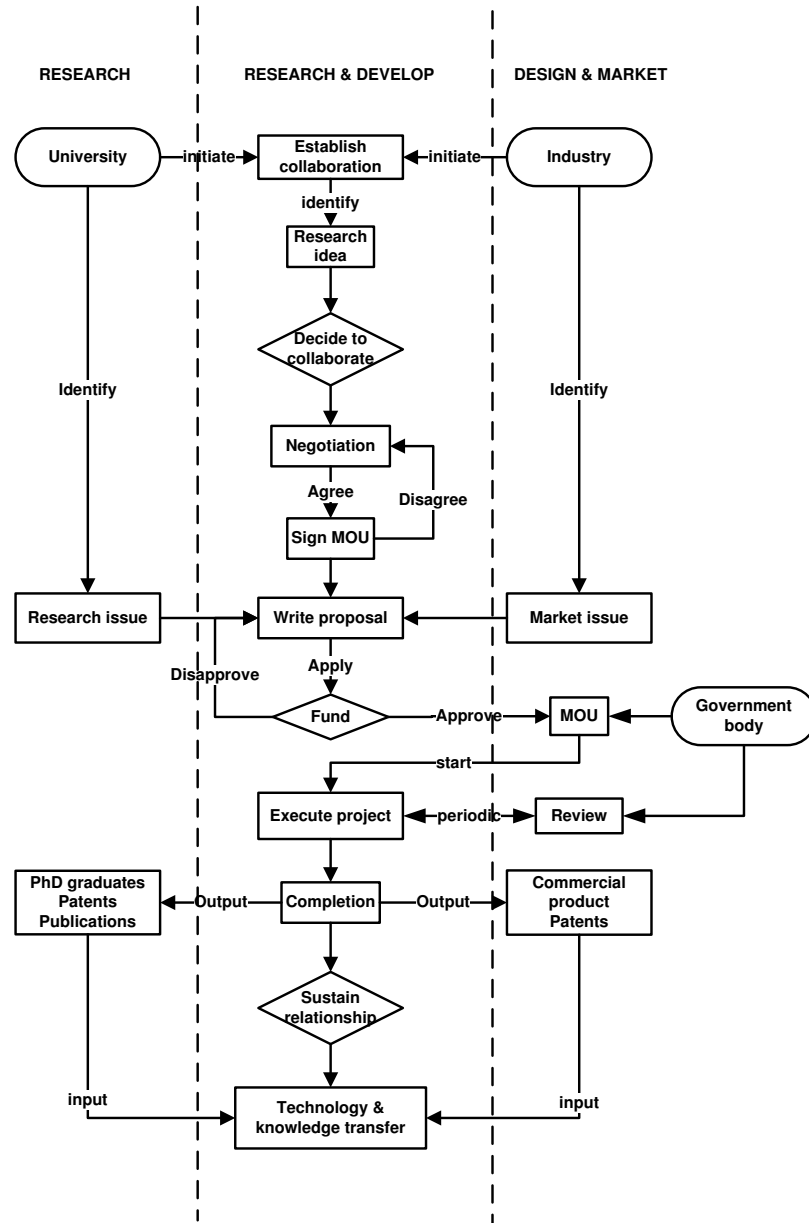 RESEARCH
RESEARCH & DEVELOP
DESIGN & MARKET
University
initiate
Establish
collaboration
initiate
Industry
identify
Research
idea
Decide to
collaborate
Identify
Identify
Negotiation
Agree
Disagree
Sign MOU
Research issue
Write proposal
Market issue
Disapprove
Apply
Fund
Approve
MOU
Government
body
start
Execute project
periodic
Review
PhD graduates
Patents
Publications
Output
Completion
Output
Commercial
product
Patents
Sustain
relationship
input
Technology &
knowledge transfer
input